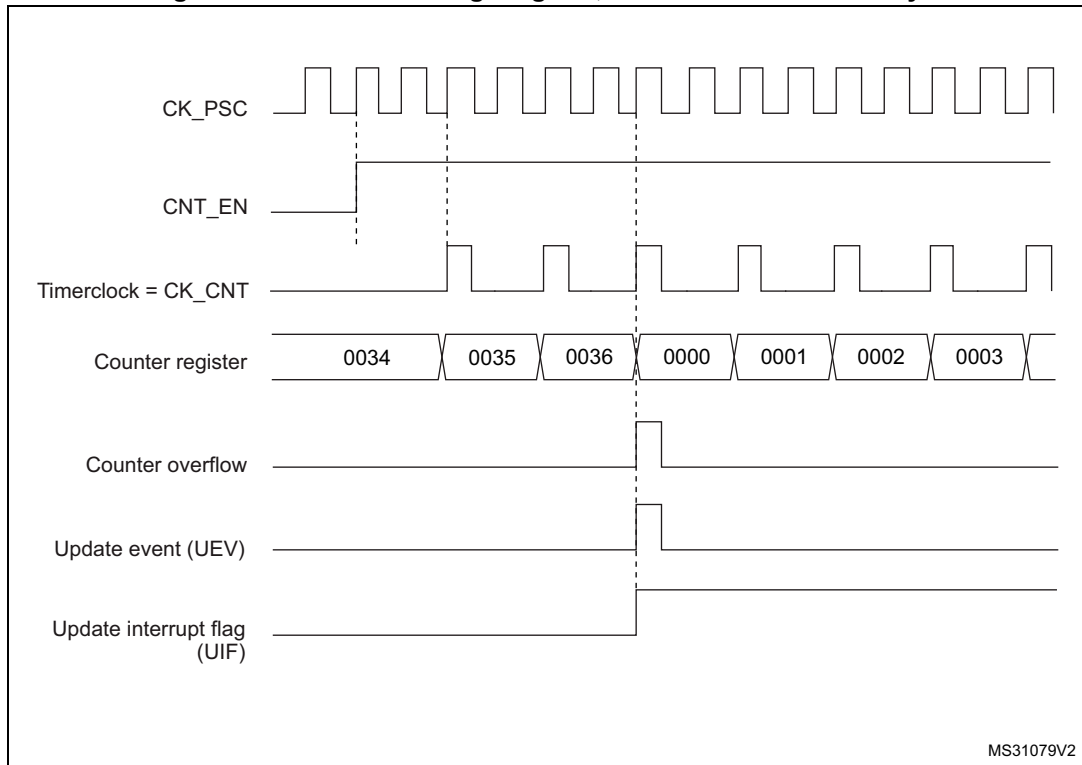 CK_PSC
CNT_EN
Timerclock = CK_CNT
Counter register 0034 0035 0036 0000 0001 0002 0003
Counter overflow
Update event (UEV)
Update interrupt flag
(UIF)
MS31079V2